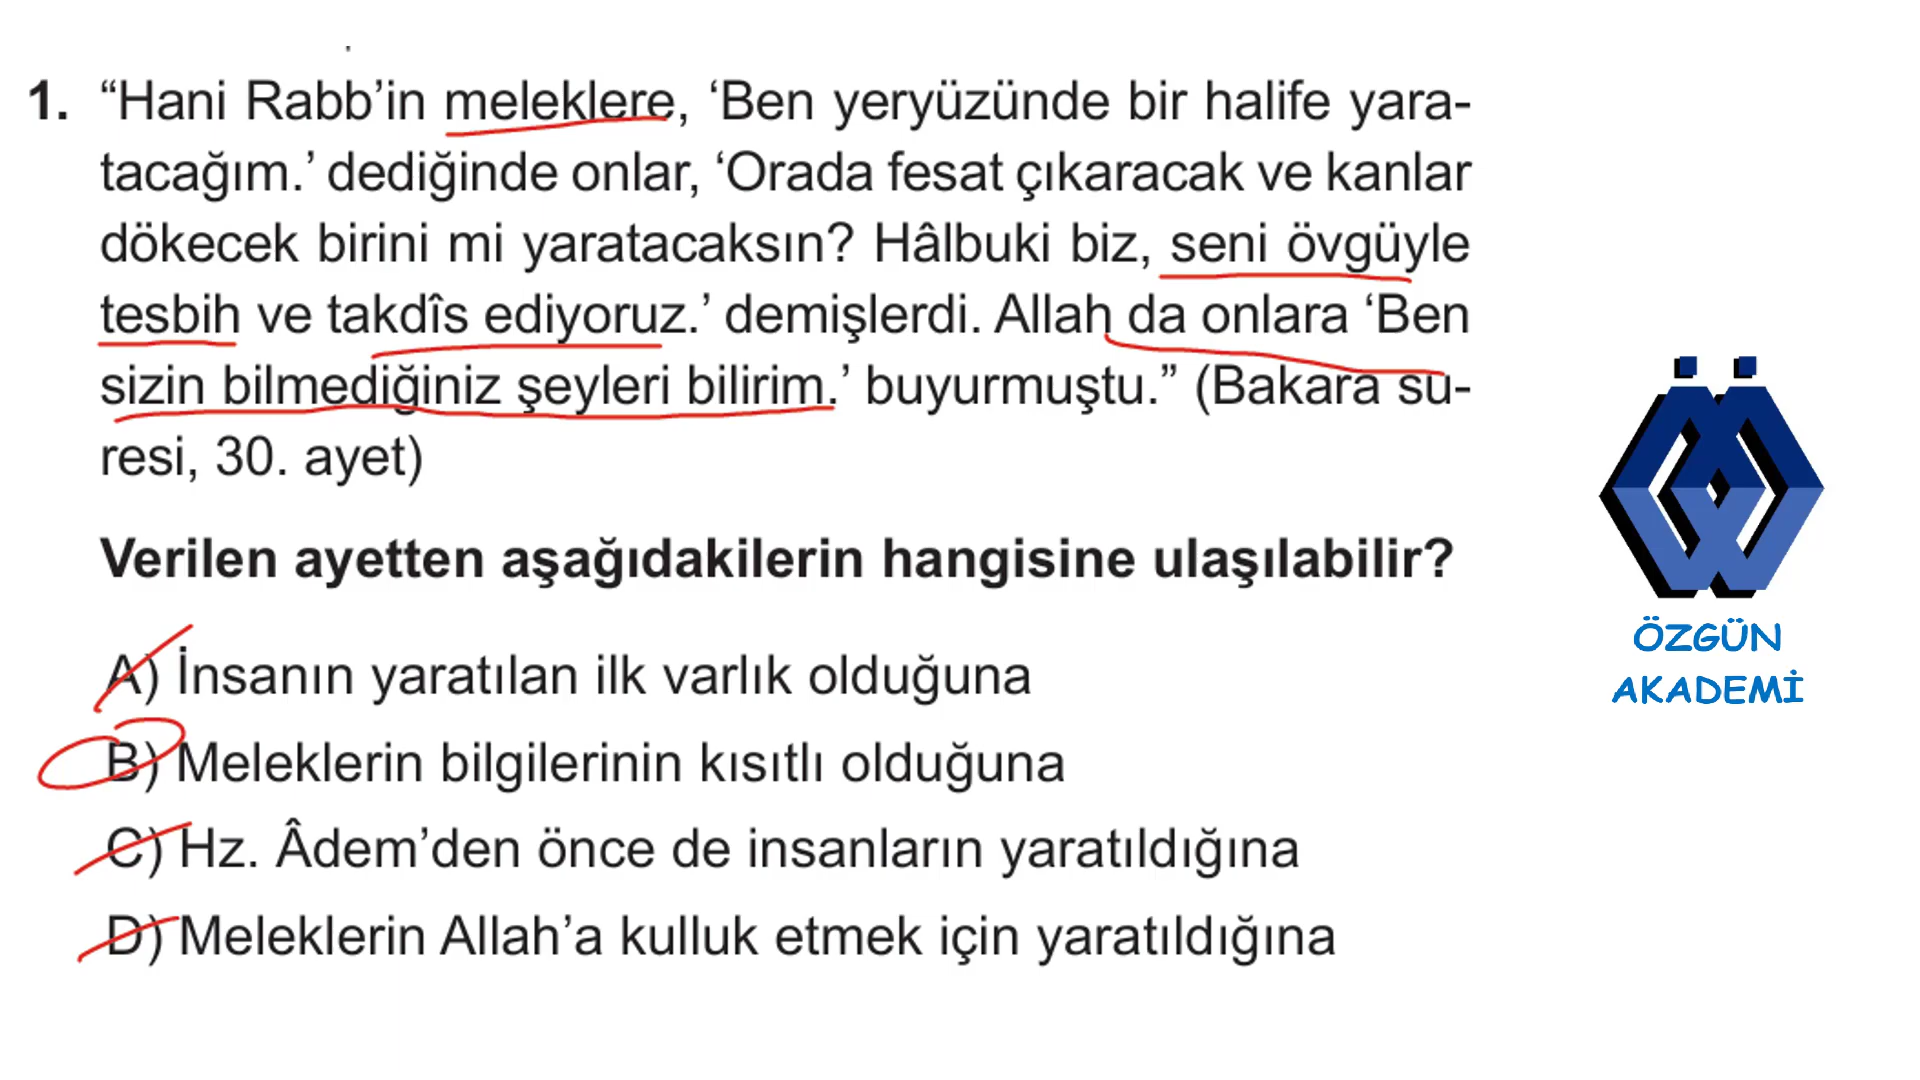 1. “Hani Rabb’in meleklere, ‘Ben yeryüzünde bir halife yara-
tacağım.’ dediğinde onlar, ‘Orada fesat çıkaracak ve kanlar
dökecek birini mi yaratacaksın? Hâlbuki biz, seni övgüyle
tesbih ve takdîs ediyoruz.’ demişlerdi. Allah da onlara ‘Ben
sizin bilmediğiniz şeyleri bilirim.’ buyurmuştu.” (Bakara su-
resi, 30. ayet)
Verilen ayetten aşağıdakilerin hangisine ulaşılabilir?
A) İnsanın yaratılan ilk varlık olduğuna
B) Meleklerin bilgilerinin kısıtlı olduğuna
C) Hz. Âdem’den önce de insanların yaratıldığına
D) Meleklerin Allah’a kulluk etmek için yaratıldığına
ÖZGÜN
AKADEMİ